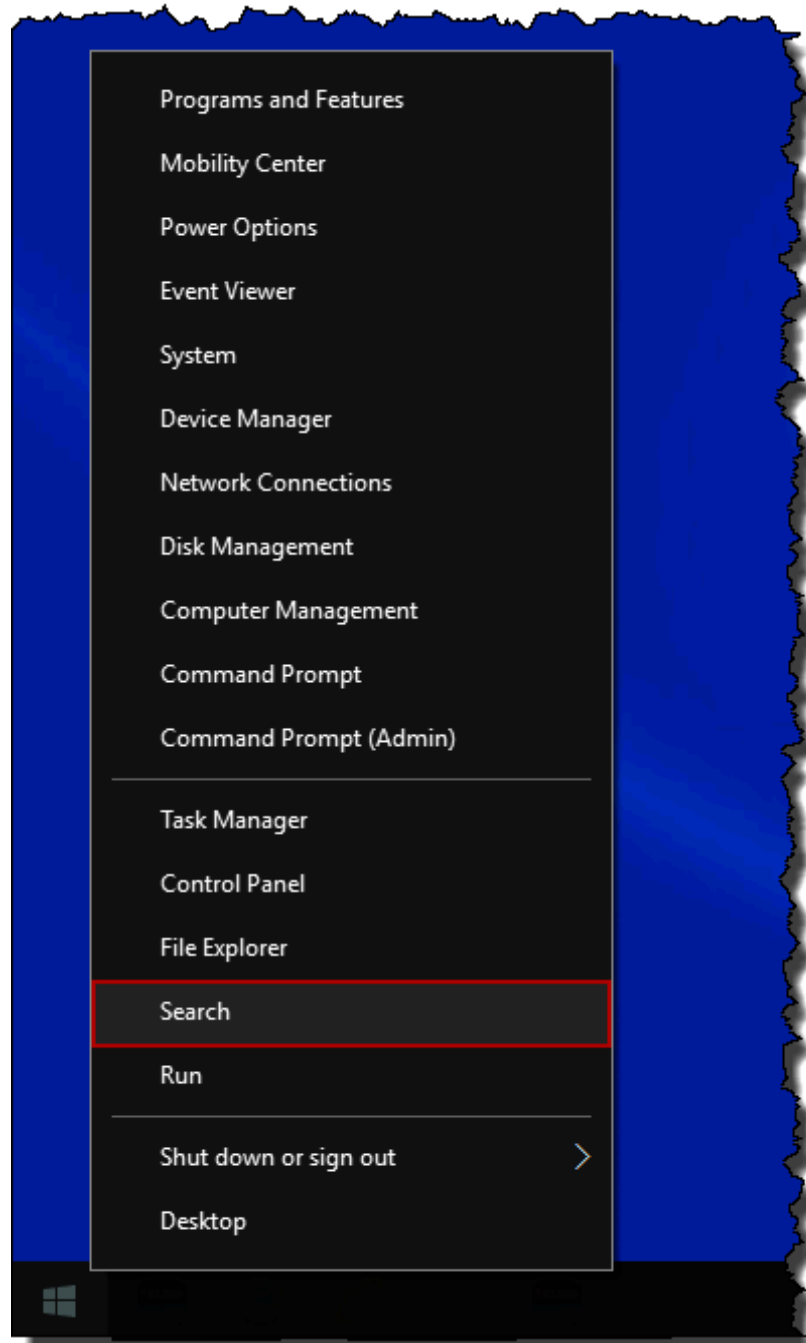 Programs and Features
Mobility Center
Power Options
Event Viewer
System
Device Manager
Network Connections
Disk Management
Computer Management
Command Prompt
Command Prompt (Admin)
Task Manager
Control Panel
File Explorer
Search
Run
Shut down or sign out
Desktop